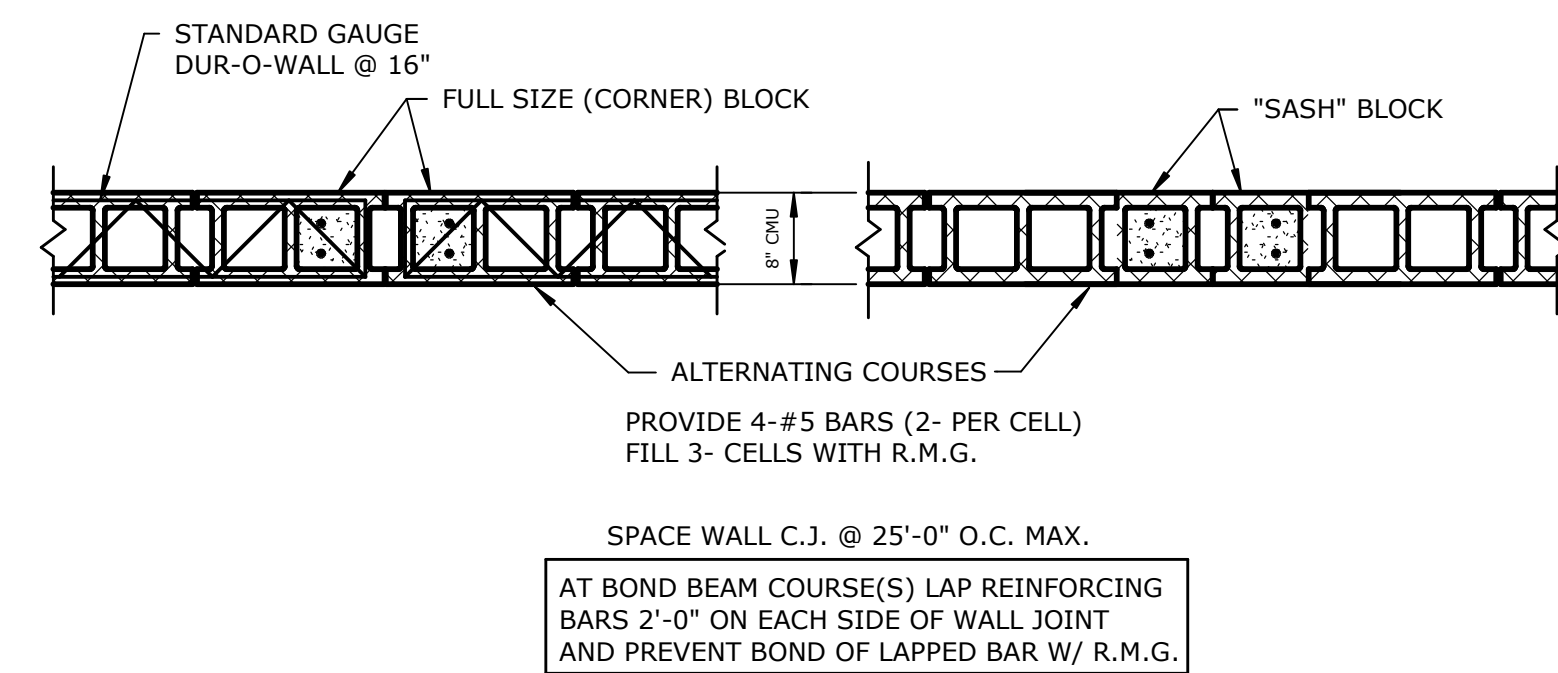 STANDARD GAUGE
DUR-O-WALL @ 16"
FULL SIZE (CORNER) BLOCK
"SASH" BLOCK
8" CMU
ALTERNATING COURSES
PROVIDE 4-#5 BARS (2- PER CELL)
FILL 3- CELLS WITH R.M.G.
SPACE WALL C.J. @ 25'-0" O.C. MAX.
AT BOND BEAM COURSE(S) LAP REINFORCING
BARS 2'-0" ON EACH SIDE OF WALL JOINT
AND PREVENT BOND OF LAPPED BAR W/ R.M.G.